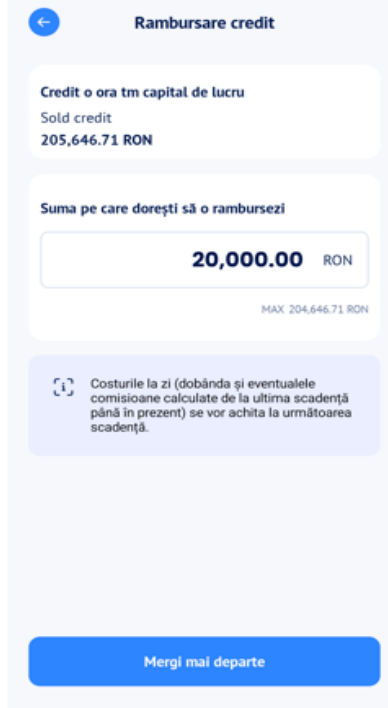 Rambursare credit
Credit o ora tm capital de lucru
Sold credit
205,646.71 RON
Suma pe care dorești să o rambursezi
20,000.00 RON
MAX 204,646.71 RON
Costurile la zi (dobânda și eventualele
comisioane calculate de la ultima scadență
până în prezent) se vor achita la următoarea
scadență.
Mergi mai departe